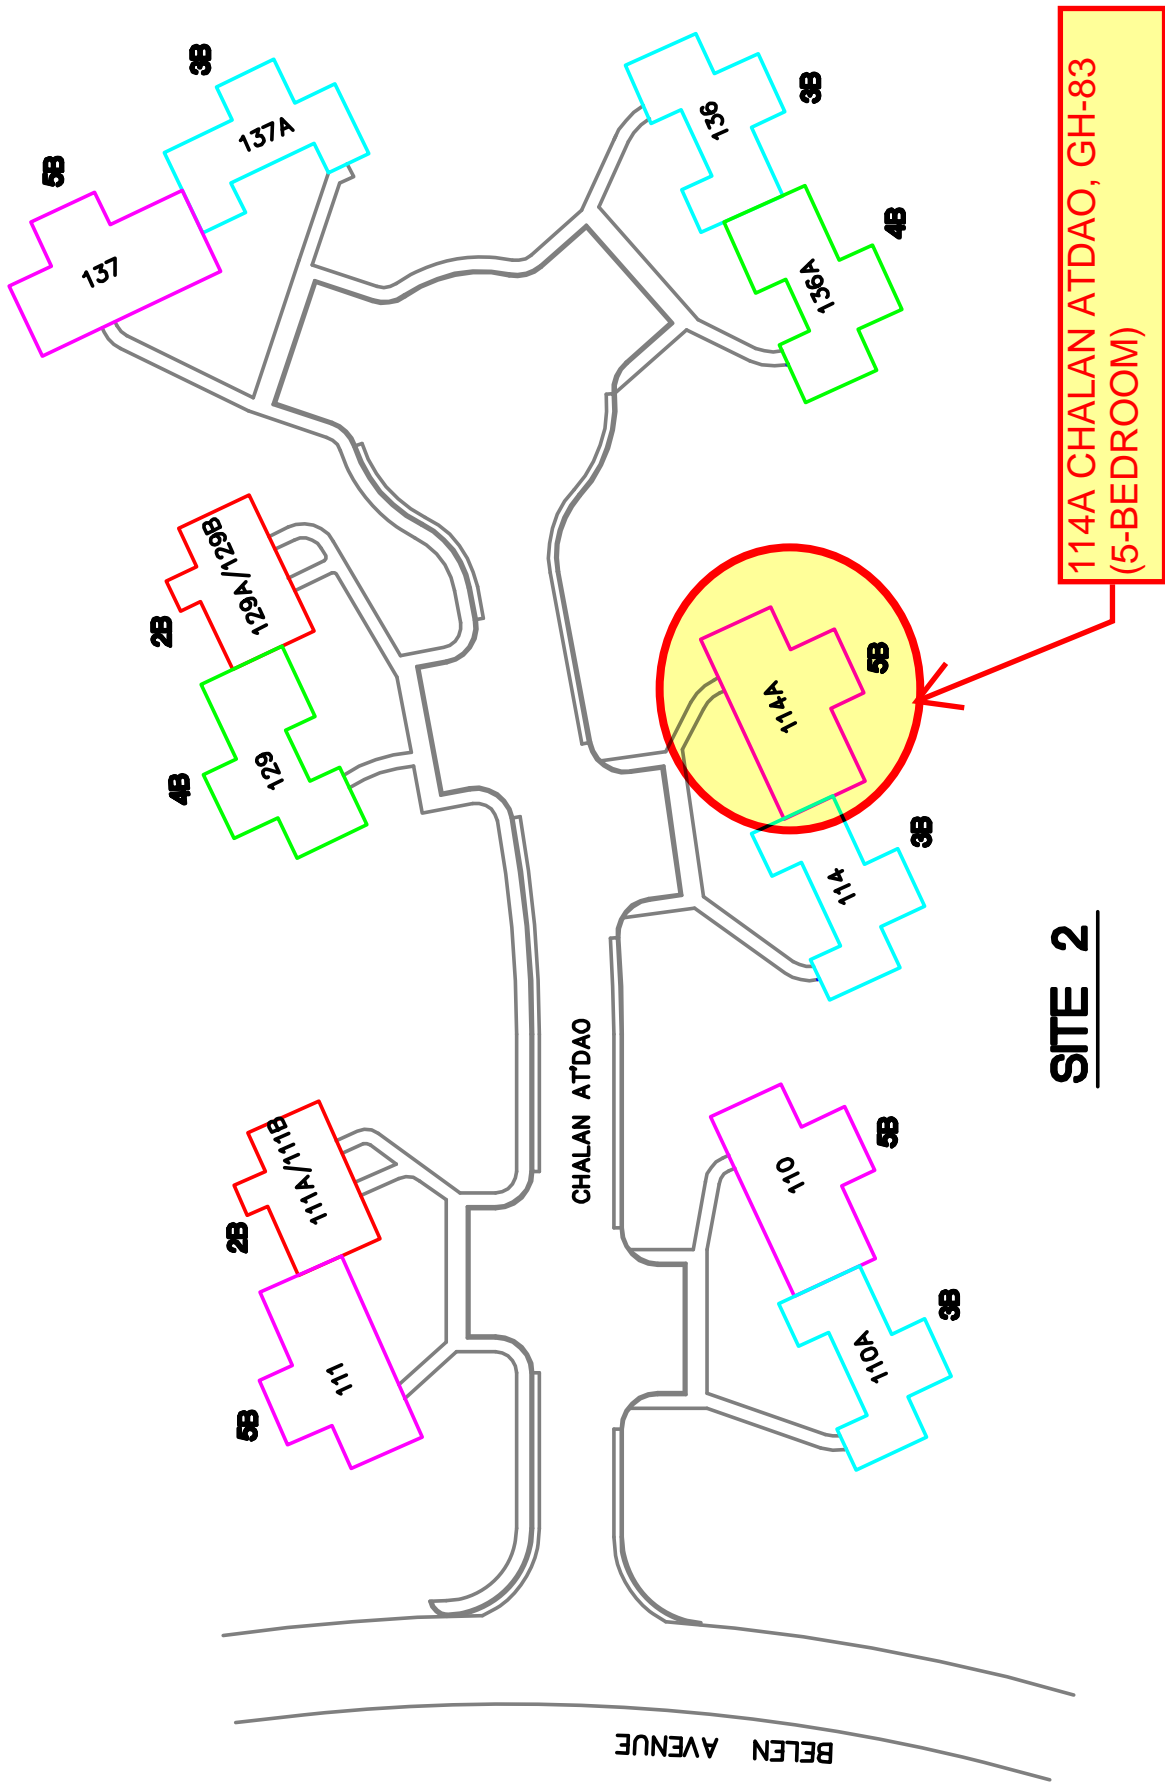 3B
137A
5B
137
136
3B
136A
4B
114A CHALAN ATDAO, GH-83
(5-BEDROOM)
2B
129A/129B
4B
129
114A
5B
114
3B
SITE 2
CHALAN AT'DAO
2B
111A/111B
5B
111
110
5B
110A
3B
BELEN AVENUE